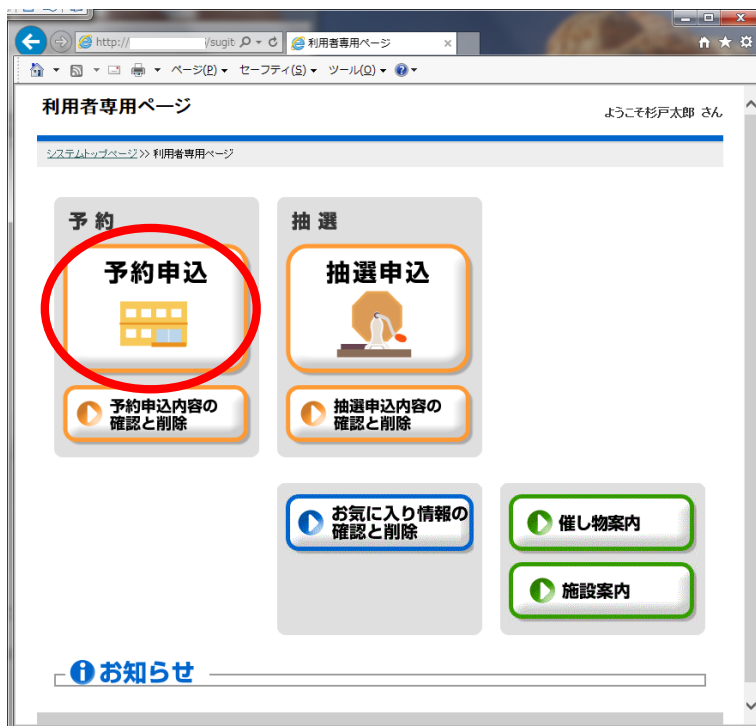 http:// /sugit
利用者専用ページ
ページ(P) セーフティ(S) ツール(O)
利用者専用ページ
ようこそ杉戸太郎 さん
システムトップページ>> 利用者専用ページ
予 約
抽 選
予約申込
抽選申込
予約申込内容の
確認と削除
抽選申込内容の
確認と削除
お気に入り情報の
確認と削除
催し物案内
施設案内
お知らせ